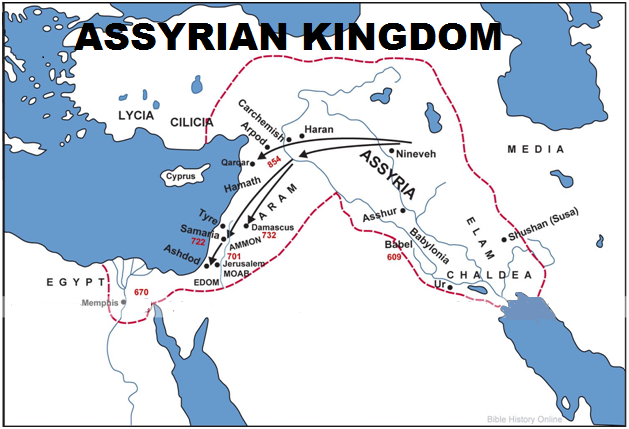 ASSYRIAN KINGDOM
LYCIA
CILICIA
Carchemish
Haran
Arpod
MEDIA
Nineveh
Qarqar
854
ASSYRIA
Cyprus
Hamath
ARAM
Tyre
Asshur
ELAM
Samaria
Damascus
722
732
Shushan (Susa)
AMMON
Babylonia
Babel
Ashdod
701
609
Jerusalem
CHALDEA
EGYPT
EDOM
MOAB
Ur
670
Memphis
Bible History Online